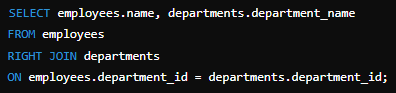 SELECT employees.name, departments.department_name
FROM employees
RIGHT JOIN departments
ON employees.department_id = departments.department_id;